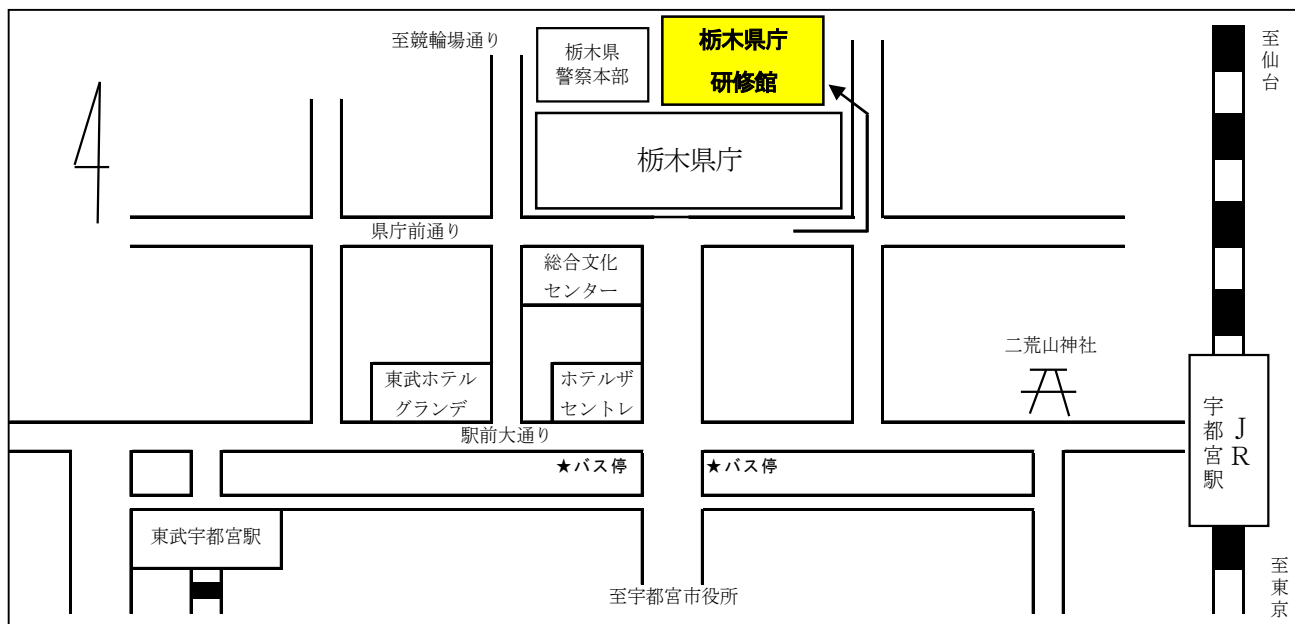 至競輪場通り
栃木県
警察本部
栃木県庁
研修館
至仙台
栃木県庁
県庁前通り
総合文化
センター
二荒山神社
東武ホテル
グランデ
ホテルザ
セントレ
JR
宇都宮駅
駅前大通り
★バス停
★バス停
東武宇都宮駅
至宇都宮市役所
至東京